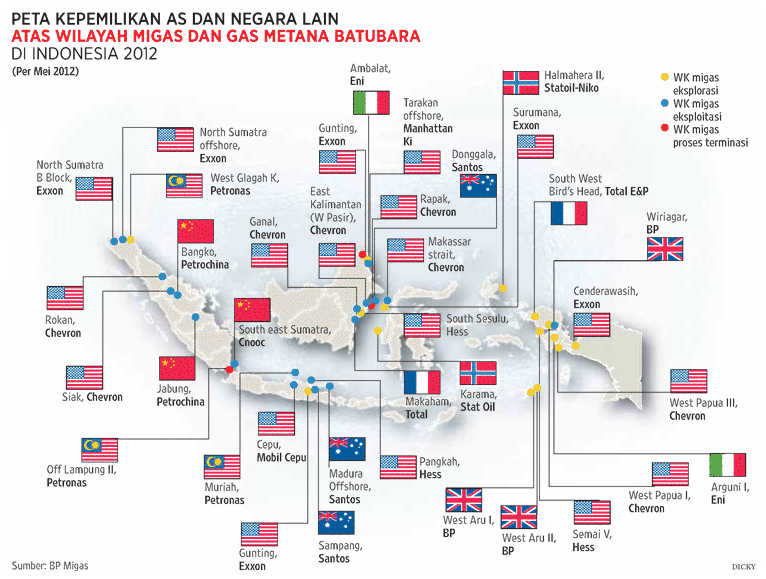 PETA KEPEMILIKAN AS DAN NEGARA LAIN
ATAS WILAYAH MIGAS DAN GAS METANA BATUBARA
DI INDONESIA 2012
(Per Mei 2012)
Ambalat,
Eni
Halmahera II,
Statoil-Niko
WK migas
eksplorasi
WK migas
eksploitasi
WK migas
proses terminasi
North Sumatra
offshore,
Exxon
Gunting,
Exxon
Tarakan
offshore,
Manhattan
Ki
Surumana,
Exxon
North Sumatra
B Block,
Exxon
West Glagah K,
Petronas
Donggala,
Santos
South West
Bird's Head, Total E&P
East
Kalimantan
(W Pasir),
Chevron
Rapak,
Chevron
Ganal,
Chevron
Wiriagar,
BP
Bangko,
Petrochina
Makassar
strait,
Chevron
Cenderawasih,
Exxon
Rokan,
Chevron
South east Sumatra,
Cnooc
South Sesulu,
Hess
Siak, Chevron
Jabung,
Petrochina
Makaham,
Total
Karama,
Stat Oil
West Papua III,
Chevron
Off Lampung II,
Petronas
Muriah,
Petronas
Cepu,
Mobil Cepu
Madura
Offshore,
Santos
Pangkah,
Hess
West Papua I,
Chevron
Arguni I,
Eni
West Aru I,
BP
West Aru II,
BP
Semai V,
Hess
Gunting,
Exxon
Sampang,
Santos
Sumber: BP Migas
DICKY